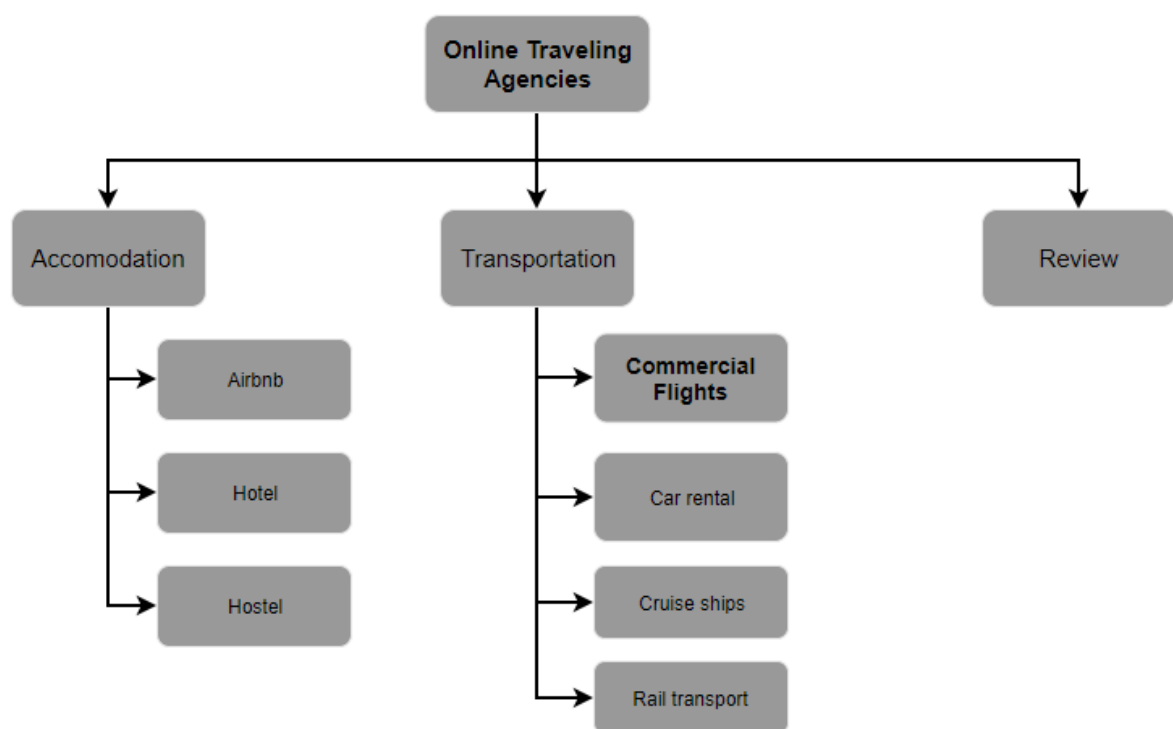 Online Traveling
Agencies
Accomodation
Transportation
Review
Airbnb
Hotel
Hostel
Commercial
Flights
Car rental
Cruise ships
Rail transport